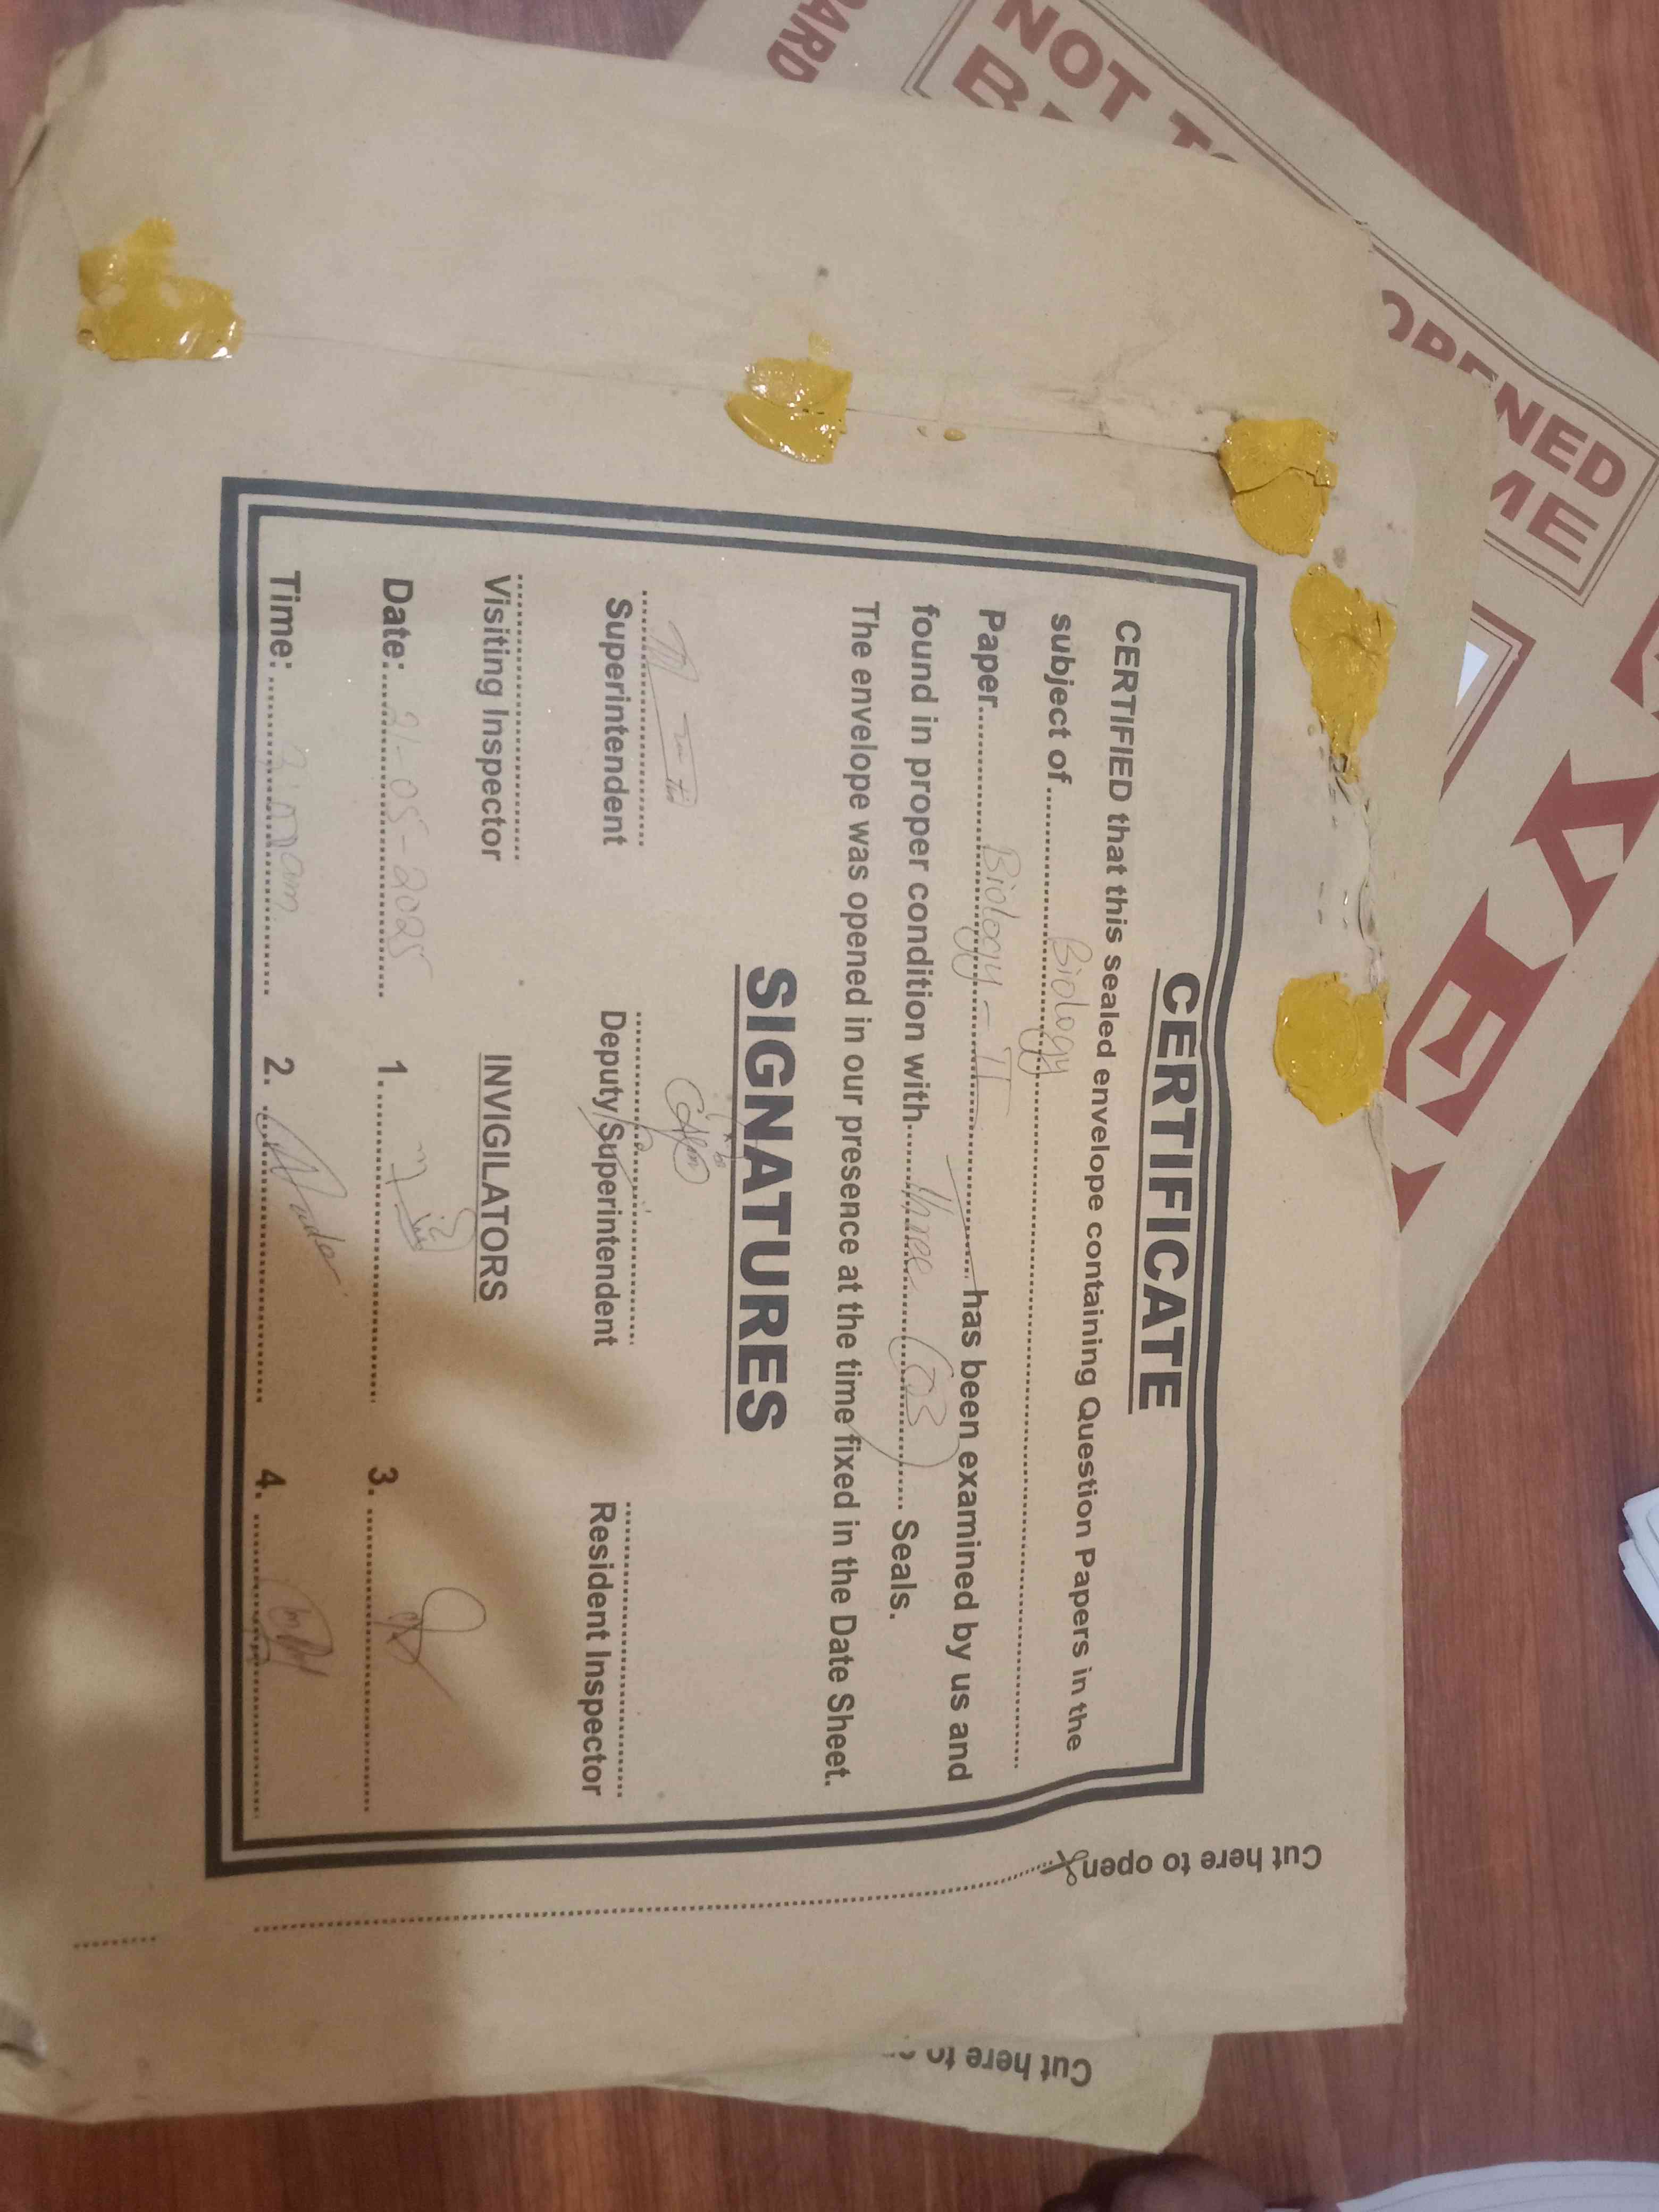 CERTIFICATE
CERTIFIED that this sealed envelope containing Question Papers in the
subject of Biology
Paper Biology - II has been examined by us and
found in proper condition with three (03) Seals.
The envelope was opened in our presence at the time fixed in the Date Sheet.
SIGNATURES
Superintendent Deputy/Superintendent Resident Inspector
Visiting Inspector INVIGILATORS
Date: 21-05-2025 1. 3.
Time: 2. 4.
Cut here to open
Cut here to
NOT
OPENED